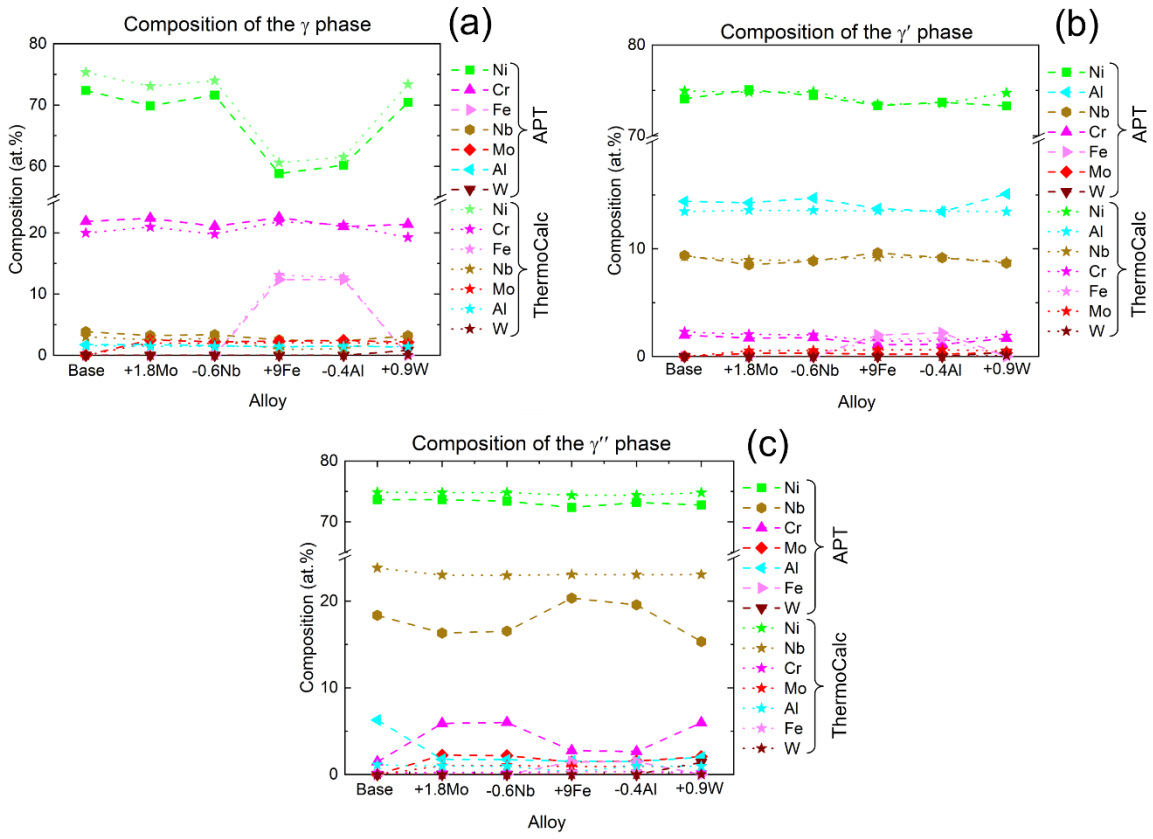 Composition of the γ phase
(a)
80
70
60
20
10
0
Composition (at.%)
Base
+1.8Mo
-0.6Nb
+9Fe
-0.4Al
+0.9W
Alloy
Ni
Cr
Fe
Nb
Mo
Al
W
APT
Ni
Cr
Fe
Nb
Mo
Al
W
ThermoCalc
Composition of the γ′ phase
(b)
80
70
10
0
Composition (at.%)
Base
+1.8Mo
-0.6Nb
+9Fe
-0.4Al
+0.9W
Alloy
Ni
Al
Nb
Cr
Fe
Mo
W
APT
Ni
Al
Nb
Cr
Fe
Mo
W
ThermoCalc
Composition of the γ′′ phase
(c)
80
70
20
10
0
Composition (at.%)
Base
+1.8Mo
-0.6Nb
+9Fe
-0.4Al
+0.9W
Alloy
Ni
Nb
Cr
Mo
Al
Fe
W
APT
Ni
Nb
Cr
Mo
Al
Fe
W
ThermoCalc